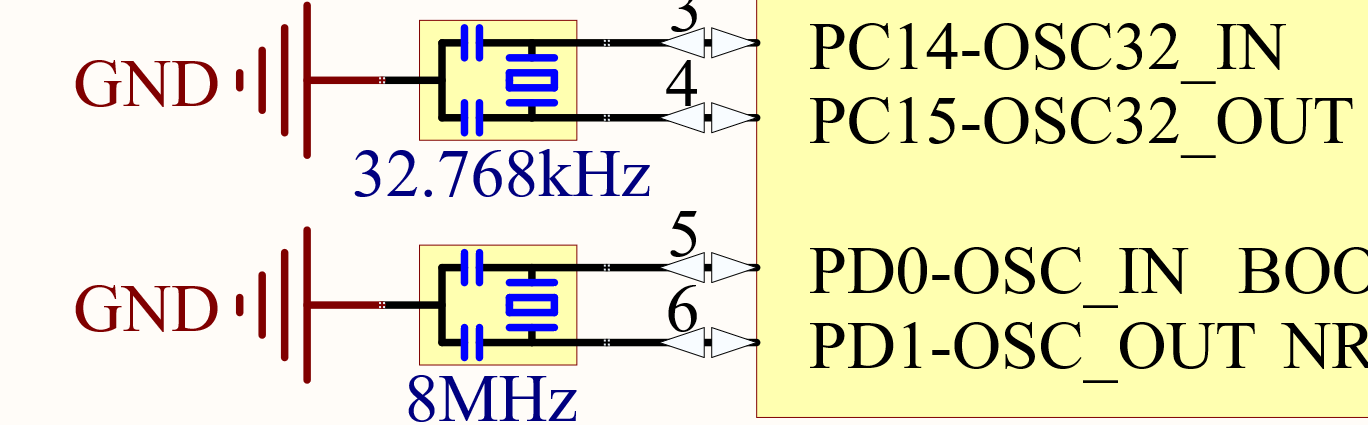 3
GND
PC14-OSC32_IN
4
PC15-OSC32_OUT
32.768kHz
5
GND
PD0-OSC_IN
6
PD1-OSC_OUT
8MHz